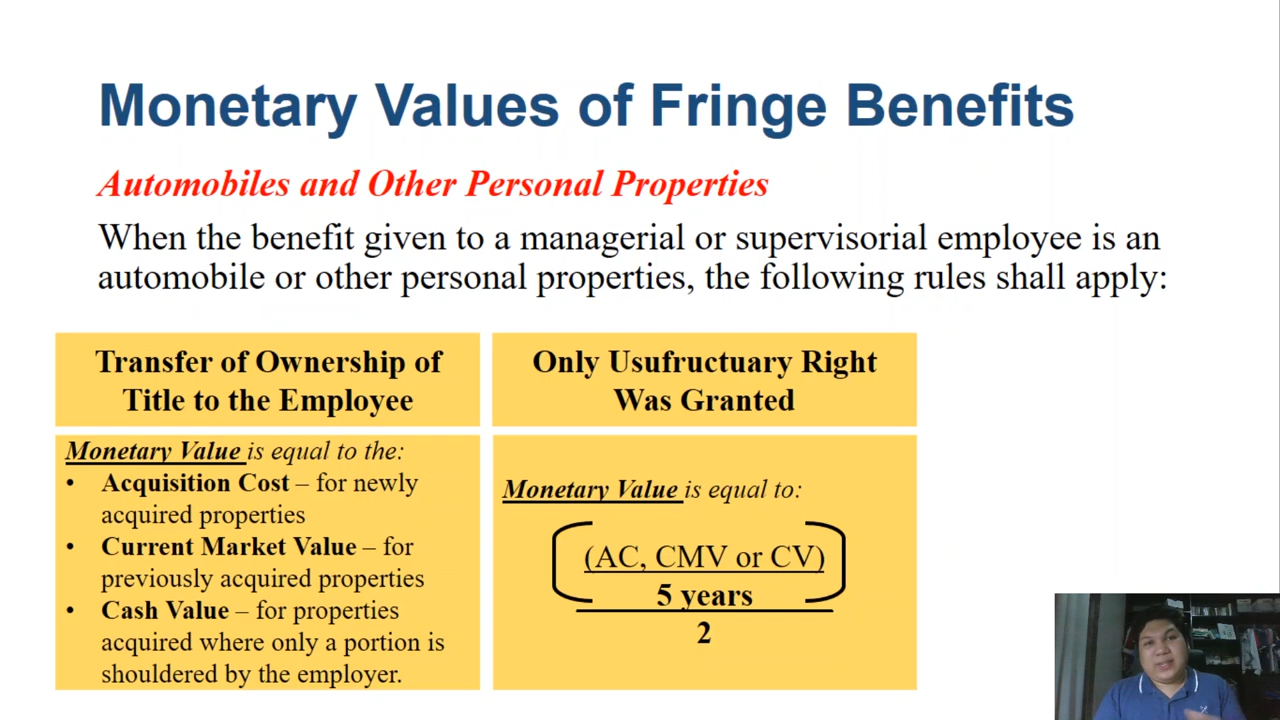 Monetary Values of Fringe Benefits
Automobiles and Other Personal Properties
When the benefit given to a managerial or supervisorial employee is an
automobile or other personal properties, the following rules shall apply:
Transfer of Ownership of
Title to the Employee
Monetary Value is equal to the:
• Acquisition Cost – for newly
acquired properties
• Current Market Value – for
previously acquired properties
• Cash Value – for properties
acquired where only a portion is
shouldered by the employer.
Only Usufructuary Right
Was Granted
Monetary Value is equal to:
(AC, CMV or CV)
5 years
2